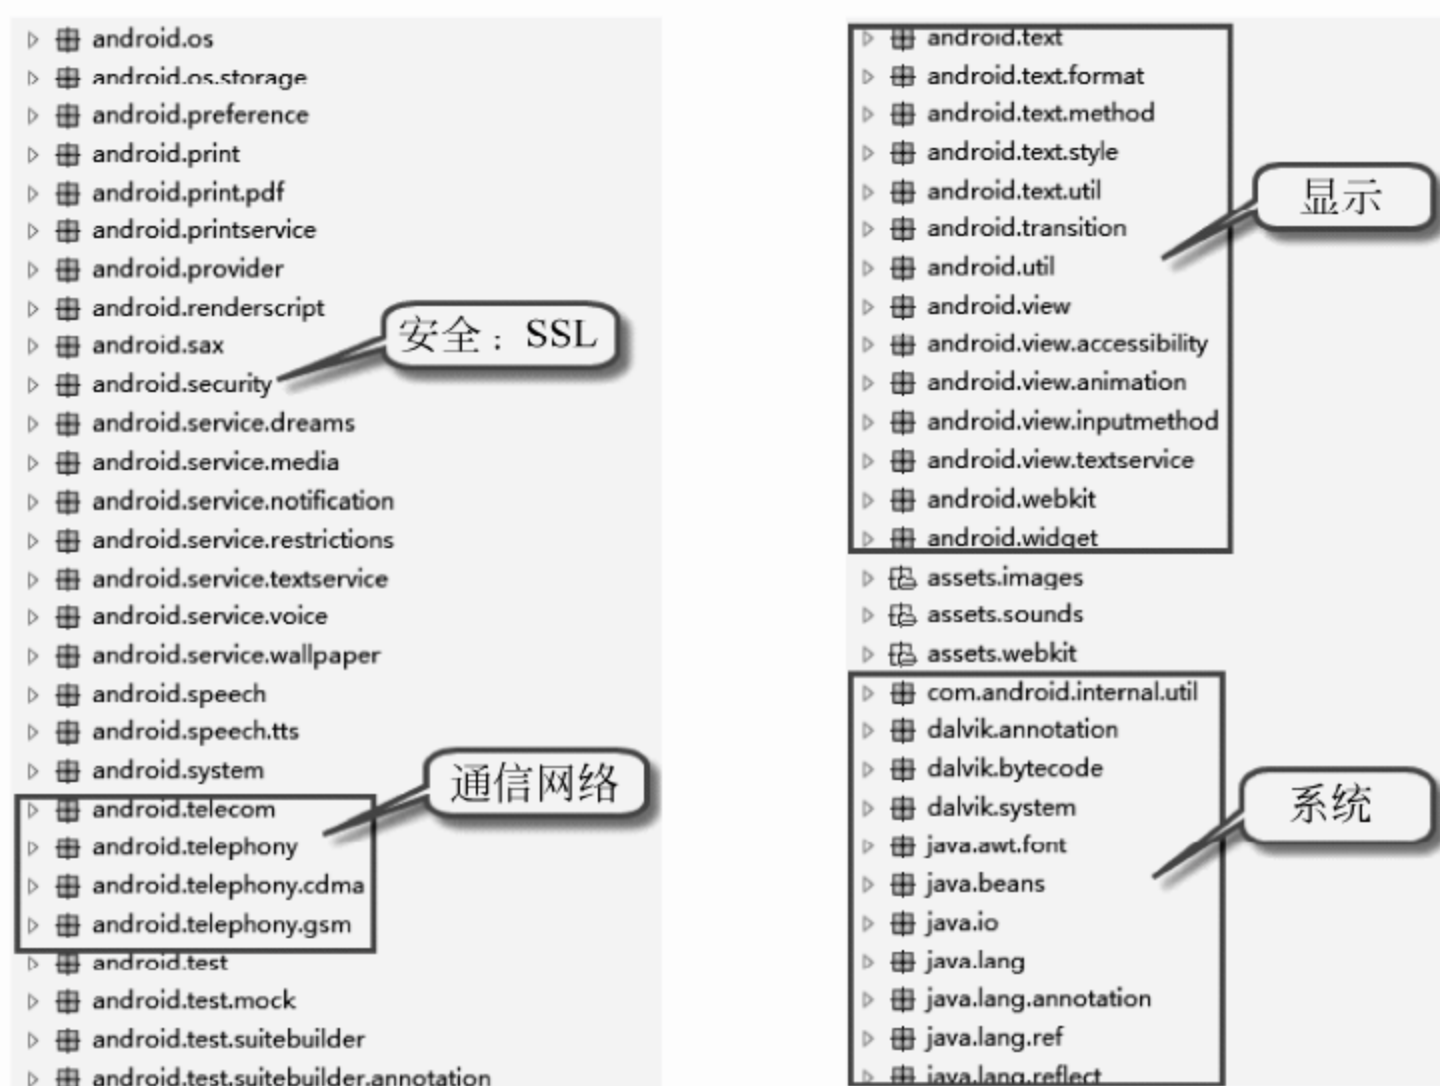 android.os
android.os.storage
android.preference
android.print
android.print.pdf
android.printservice
android.provider
android.renderscript
android.sax
android.security
安全：SSL
android.service.dreams
android.service.media
android.service.notification
android.service.restrictions
android.service.textservice
android.service.voice
android.service.wallpaper
android.speech
android.speech.tts
android.system
android.telecom
android.telephony
android.telephony.cdma
android.telephony.gsm
通信网络
android.test
android.test.mock
android.test.suitebuilder
android.test.suitebuilder.annotation
android.text
android.text.format
android.text.method
android.text.style
android.text.util
android.transition
android.util
android.view
android.view.accessibility
android.view.animation
android.view.inputmethod
android.view.textservice
android.webkit
android.widget
显示
assets.images
assets.sounds
assets.webkit
com.android.internal.util
dalvik.annotation
dalvik.bytecode
dalvik.system
java.awt.font
java.beans
java.io
java.lang
java.lang.annotation
java.lang.ref
java.lang.reflect
系统